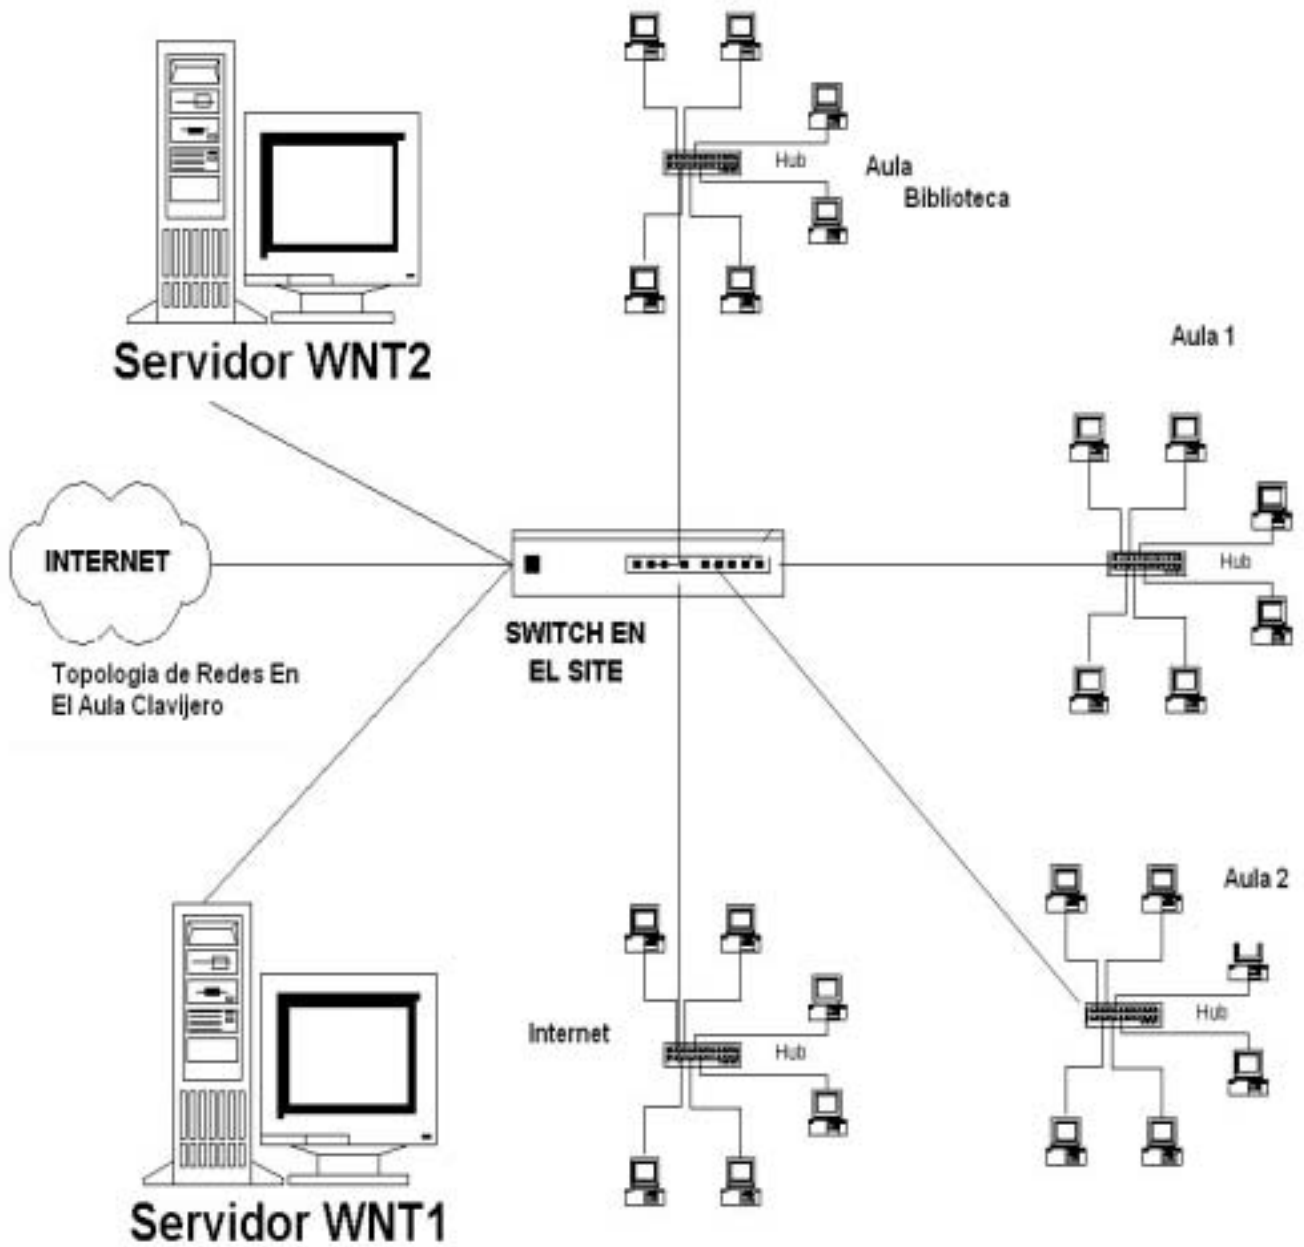 Hub
Aula
Biblioteca
Servidor WNT2
Aula 1
INTERNET
Hub
SWITCH EN
EL SITE
Topologia de Redes En
El Aula Clavijero
Aula 2
Internet
Hub
Hub
Servidor WNT1